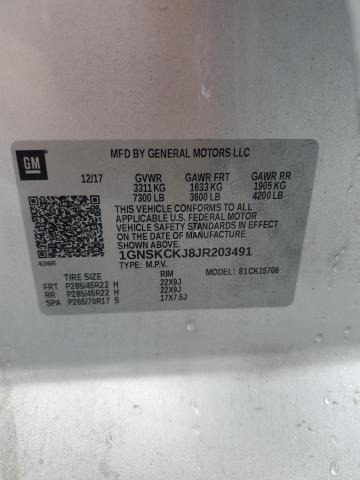 GM
MFD BY GENERAL MOTORS LLC
12/17 GVWR GAWR FRT GAWR RR
3311 KG 1633 KG 1905 KG
7300 LB 3600 LB 4200 LB
THIS VEHICLE CONFORMS TO ALL
APPLICABLE U.S. FEDERAL MOTOR
VEHICLE SAFETY STANDARDS IN
EFFECT ON THE DATE OF
MANUFACTURE SHOWN ABOVE.
1GNSKCKJ8JR203491
636R
TYPE: M.P.V. MODEL: 81CK15706
TIRE SIZE RIM
FRT P285/45R22 H 22X9J
RR P285/45R22 H 22X9J
SPA P265/70R17 S 17X7.5J